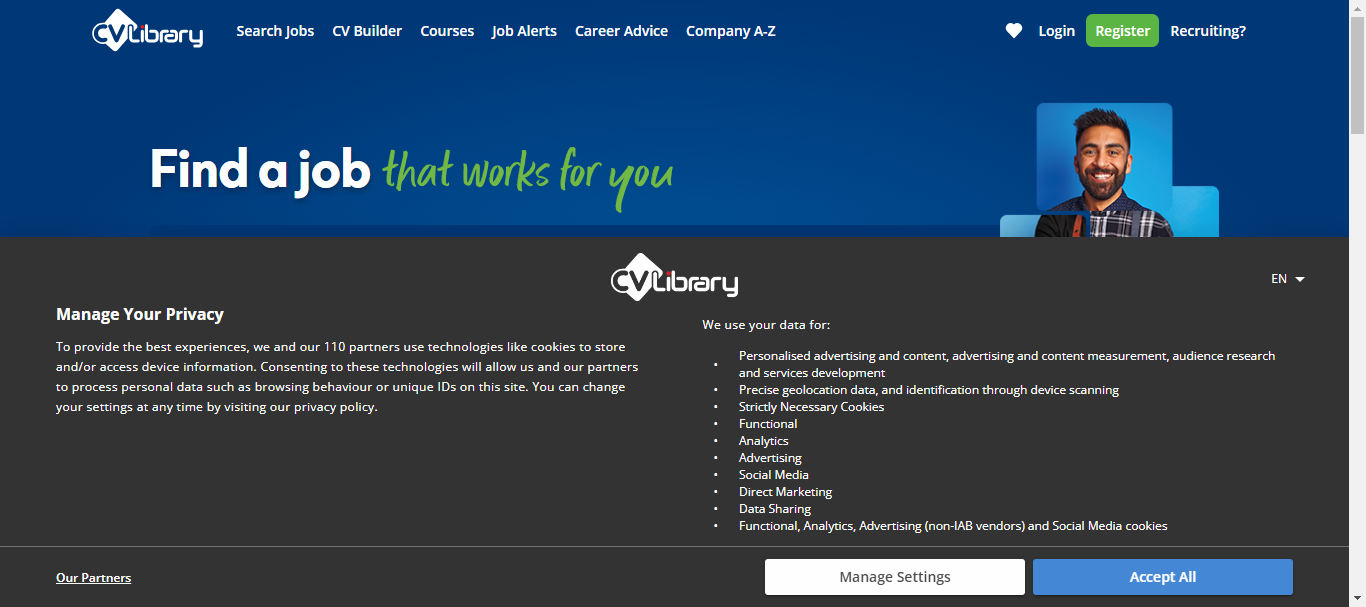 CVLibrary
Search Jobs
CV Builder
Courses
Job Alerts
Career Advice
Company A-Z
Login
Register
Recruiting?
Find a job that works for you
CVLibrary
EN
Manage Your Privacy
To provide the best experiences, we and our 110 partners use technologies like cookies to store
and/or access device information. Consenting to these technologies will allow us and our partners
to process personal data such as browsing behaviour or unique IDs on this site. You can change
your settings at any time by visiting our privacy policy.
We use your data for:
• Personalised advertising and content, advertising and content measurement, audience research
and services development
• Precise geolocation data, and identification through device scanning
• Strictly Necessary Cookies
• Functional
• Analytics
• Advertising
• Social Media
• Direct Marketing
• Data Sharing
• Functional, Analytics, Advertising (non-IAB vendors) and Social Media cookies
Our Partners
Manage Settings
Accept All